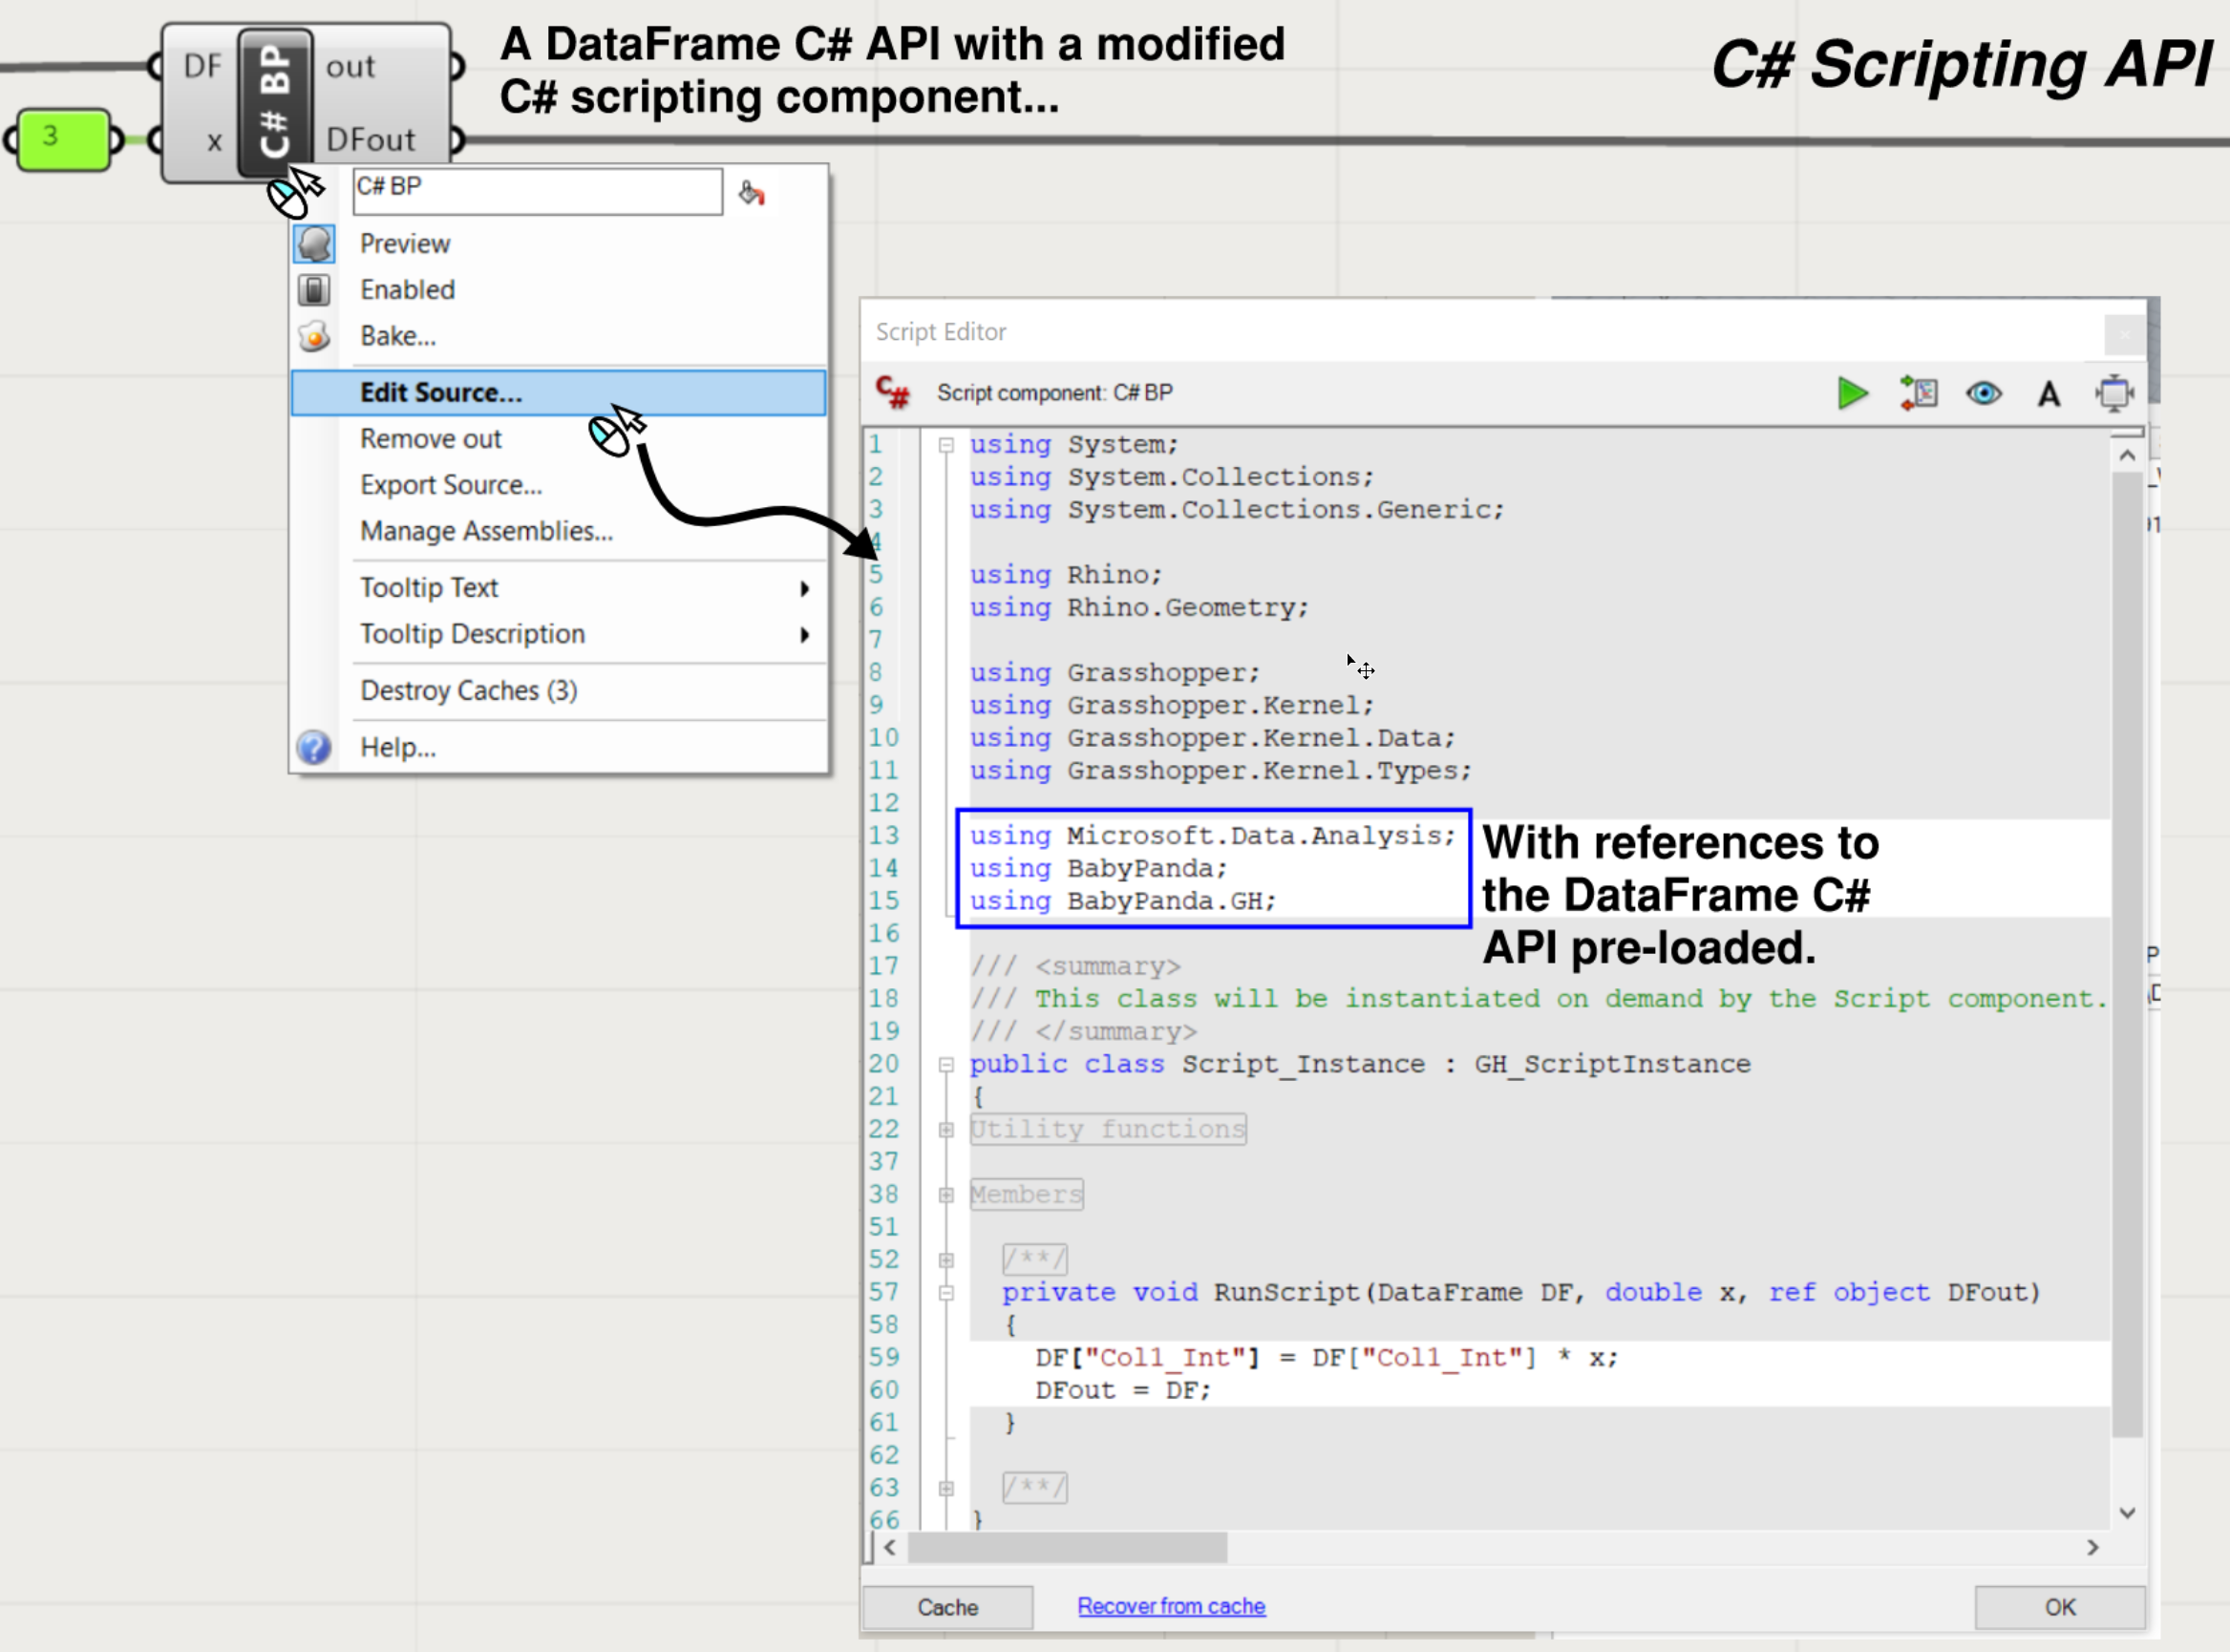 A DataFrame C# API with a modified
C# scripting component...
C# Scripting API
DF
x
C# BP
out
DFout
3
C# BP
Preview
Enabled
Bake...
Edit Source...
Remove out
Export Source...
Manage Assemblies...
Tooltip Text
Tooltip Description
Destroy Caches (3)
Help...
Script Editor
C# Script component: C# BP
A
1 using System;
2 using System.Collections;
3 using System.Collections.Generic;
4
5 using Rhino;
6 using Rhino.Geometry;
7
8 using Grasshopper;
9 using Grasshopper.Kernel;
10 using Grasshopper.Kernel.Data;
11 using Grasshopper.Kernel.Types;
12
13 using Microsoft.Data.Analysis;
14 using BabyPanda;
15 using BabyPanda.GH;
16
With references to
the DataFrame C#
API pre-loaded.
17 /// <summary>
18 /// This class will be instantiated on demand by the Script component.
19 /// </summary>
20 public class Script_Instance : GH_ScriptInstance
21 {
22 Utility functions
37
38 Members
51
52 /**/
57 private void RunScript(DataFrame DF, double x, ref object DFout)
58 {
59 DF["Col1_Int"] = DF["Col1_Int"] * x;
60 DFout = DF;
61 }
62
63 /**/
66 }
Cache
Recover from cache
OK